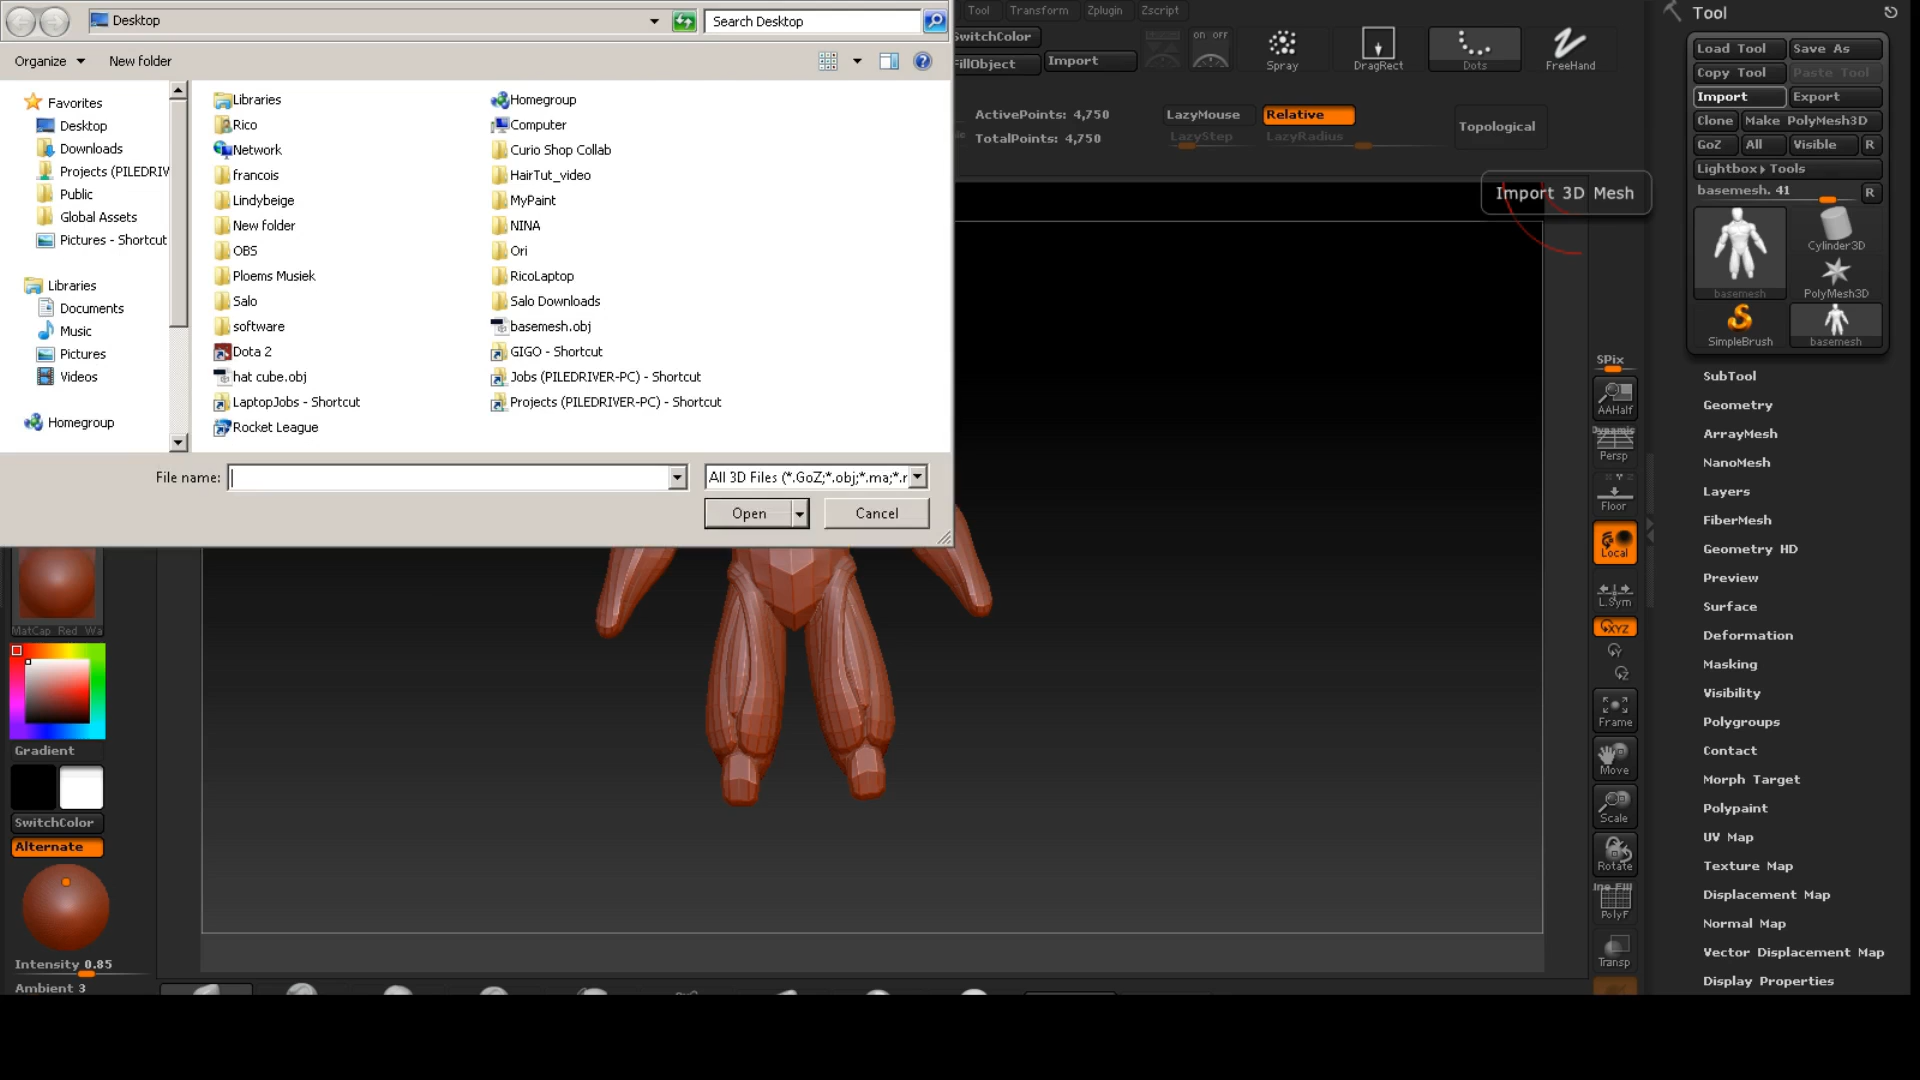 Desktop
Search Desktop
Organize
New folder
Favorites
Desktop
Downloads
Projects (PILEDRIV
Public
Global Assets
Pictures - Shortcut
Libraries
Documents
Music
Pictures
Videos
Homegroup
Libraries
Rico
Network
francois
Lindybeige
New folder
OBS
Ploems Musiek
Salo
software
Dota 2
hat cube.obj
LaptopJobs - Shortcut
Rocket League
Homegroup
Computer
Curio Shop Collab
HairTut_video
MyPaint
NINA
Ori
RicoLaptop
Salo Downloads
basemesh.obj
GIGO - Shortcut
Jobs (PILEDRIVER-PC) - Shortcut
Projects (PILEDRIVER-PC) - Shortcut
File name:
All 3D Files (*.GoZ;*.obj;*.ma;*.r
Open
Cancel
Tool Transform Zplugin Zscript
SwitchColor
FillObject
Import
on off
Spray
DragRect
Dots
FreeHand
ActivePoints: 4,750
TotalPoints: 4,750
LazyMouse
Relative
LazyStep
LazyRadius
Topological
Import 3D Mesh
Tool
Load Tool Save As
Copy Tool Paste Tool
Import Export
Clone Make PolyMesh3D
GoZ All Visible R
Lightbox▸Tools
basemesh. 41 R
basemesh
Cylinder3D
PolyMesh3D
SimpleBrush
basemesh
SubTool
Geometry
ArrayMesh
NanoMesh
Layers
FiberMesh
Geometry HD
Preview
Surface
Deformation
Masking
Visibility
Polygroups
Contact
Morph Target
Polypaint
UV Map
Texture Map
Displacement Map
Normal Map
Vector Displacement Map
Display Properties
SPix
AAHalf
Dynamic
Persp
X Y Z
Floor
Local
L.Sym
XYZ
Y
Z
Frame
Move
Scale
Rotate
PolyF
Transp
MatCap Red Wa
Gradient
SwitchColor
Alternate
Intensity 0.85
Ambient 3